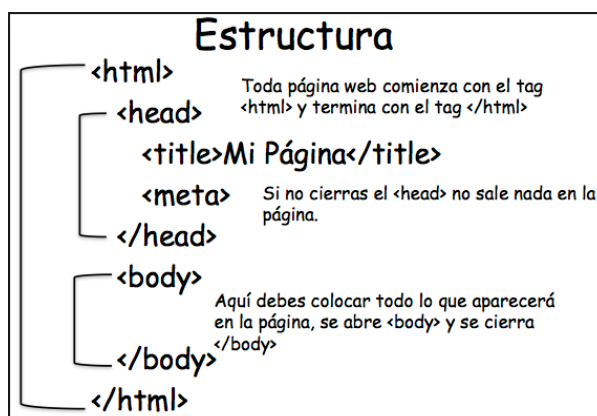 Estructura
<html>
Toda página web comienza con el tag
<html> y termina con el tag </html>
<head>
<title>Mi Página</title>
<meta>
Si no cierras el <head> no sale nada en la
página.
</head>
<body>
Aquí debes colocar todo lo que aparecerá
en la página, se abre <body> y se cierra
</body>
</body>
</html>